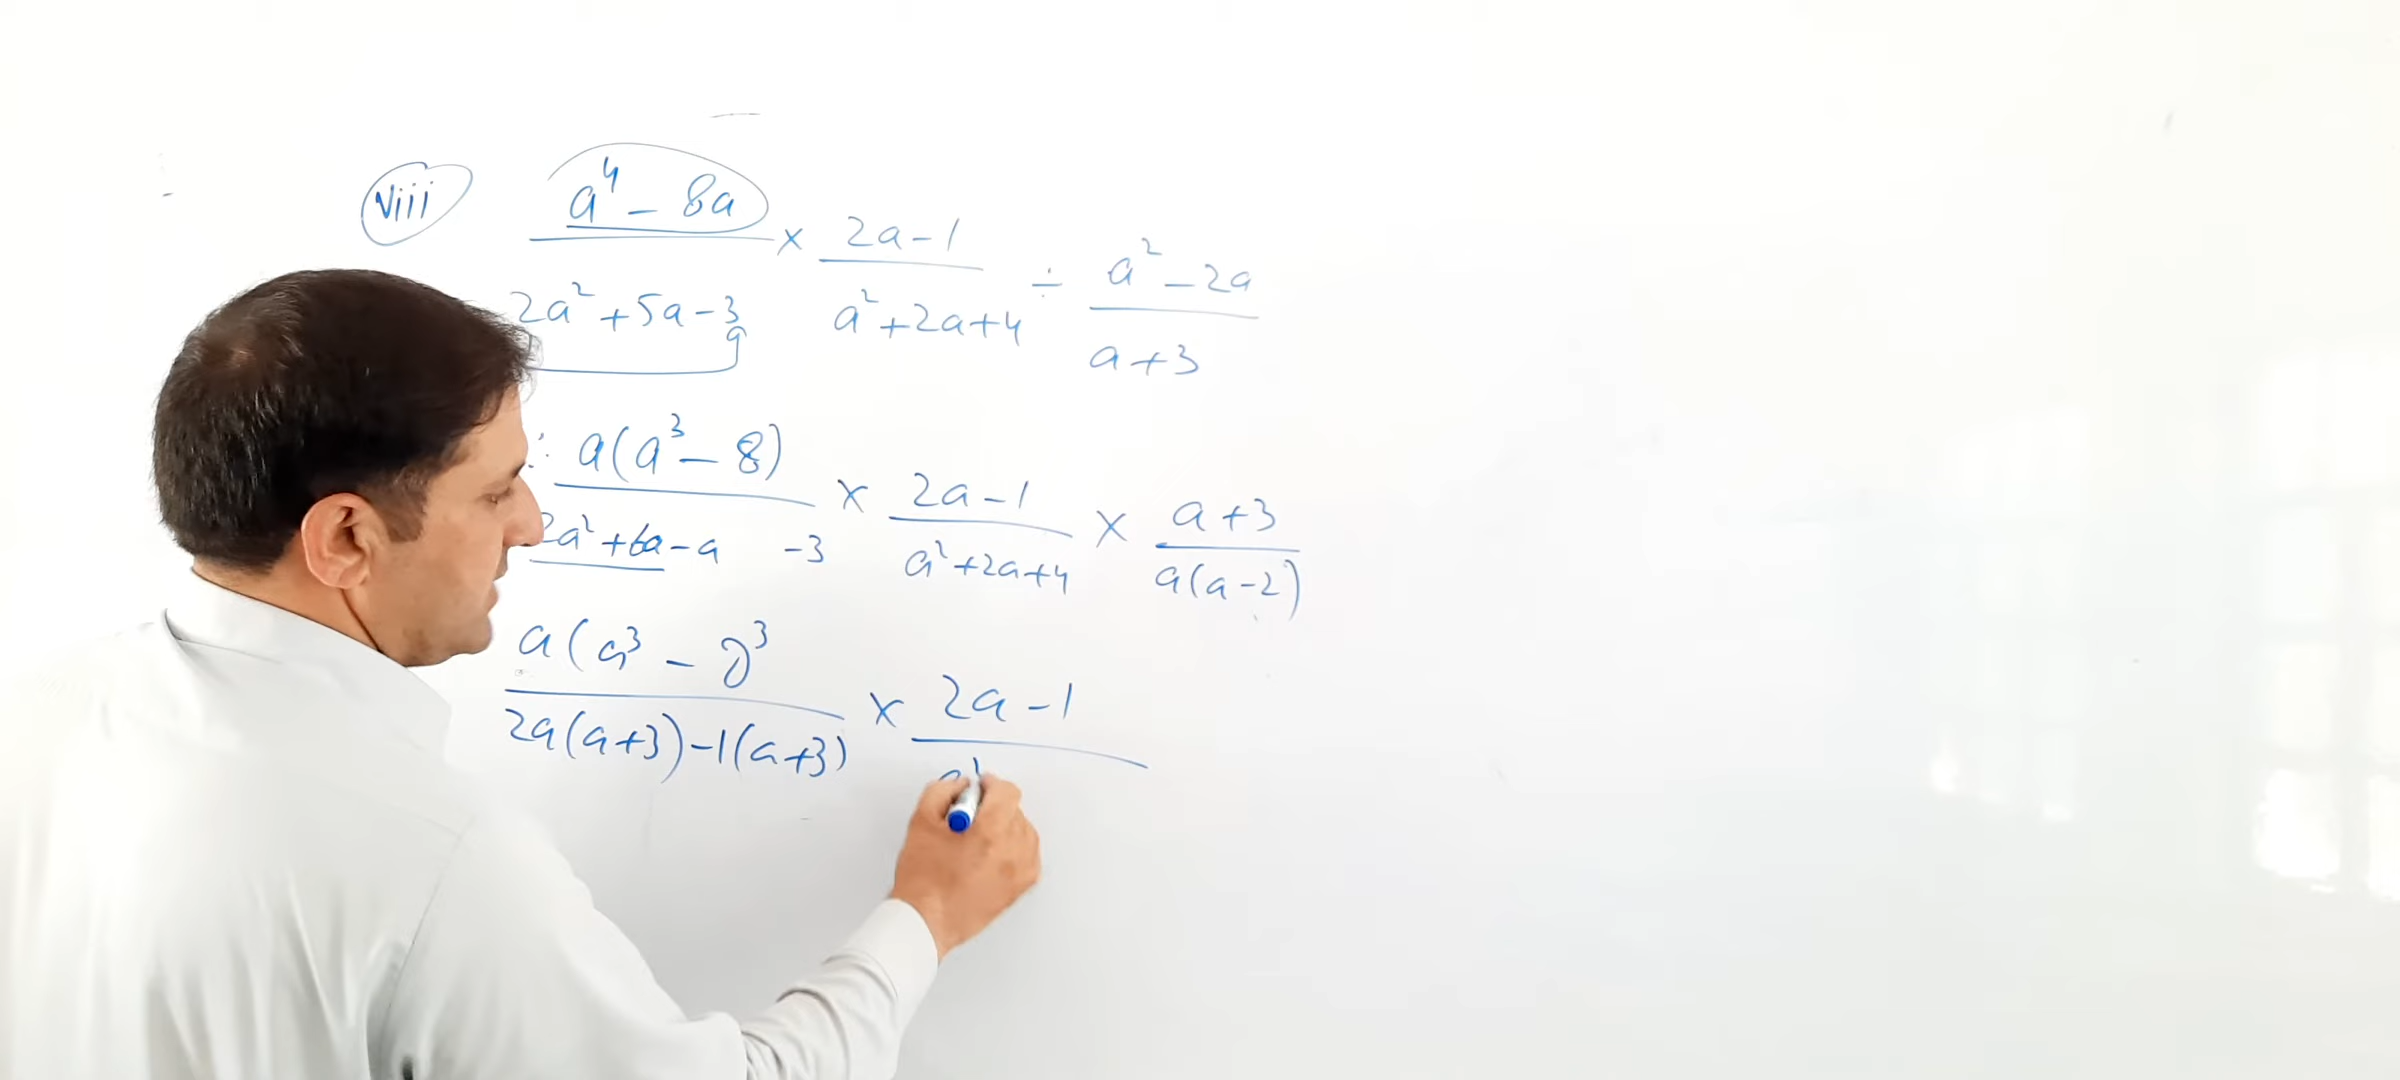 viii a⁴ - 8a / 2a² + 5a - 3 × 2a - 1 / a² + 2a + 4 ÷ a² - 2a / a + 3
a(a³ - 8) / 2a² + 6a - a - 3 × 2a - 1 / a² + 2a + 4 × a + 3 / a(a - 2)
a(a³ - 2³ / 2a(a+3) - 1(a+3) × 2a - 1 /